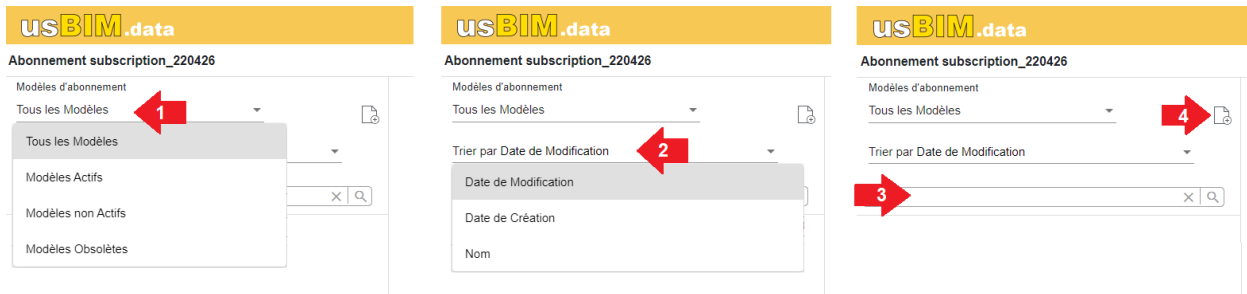 usBIM.data
Abonnement subscription_220426
Modèles d'abonnement
Tous les Modèles
1
Tous les Modèles
Modèles Actifs
Modèles non Actifs
Modèles Obsolètes
usBIM.data
Abonnement subscription_220426
Modèles d'abonnement
Tous les Modèles
Trier par Date de Modification
2
Date de Modification
Date de Création
Nom
usBIM.data
Abonnement subscription_220426
Modèles d'abonnement
Tous les Modèles
4
Trier par Date de Modification
3